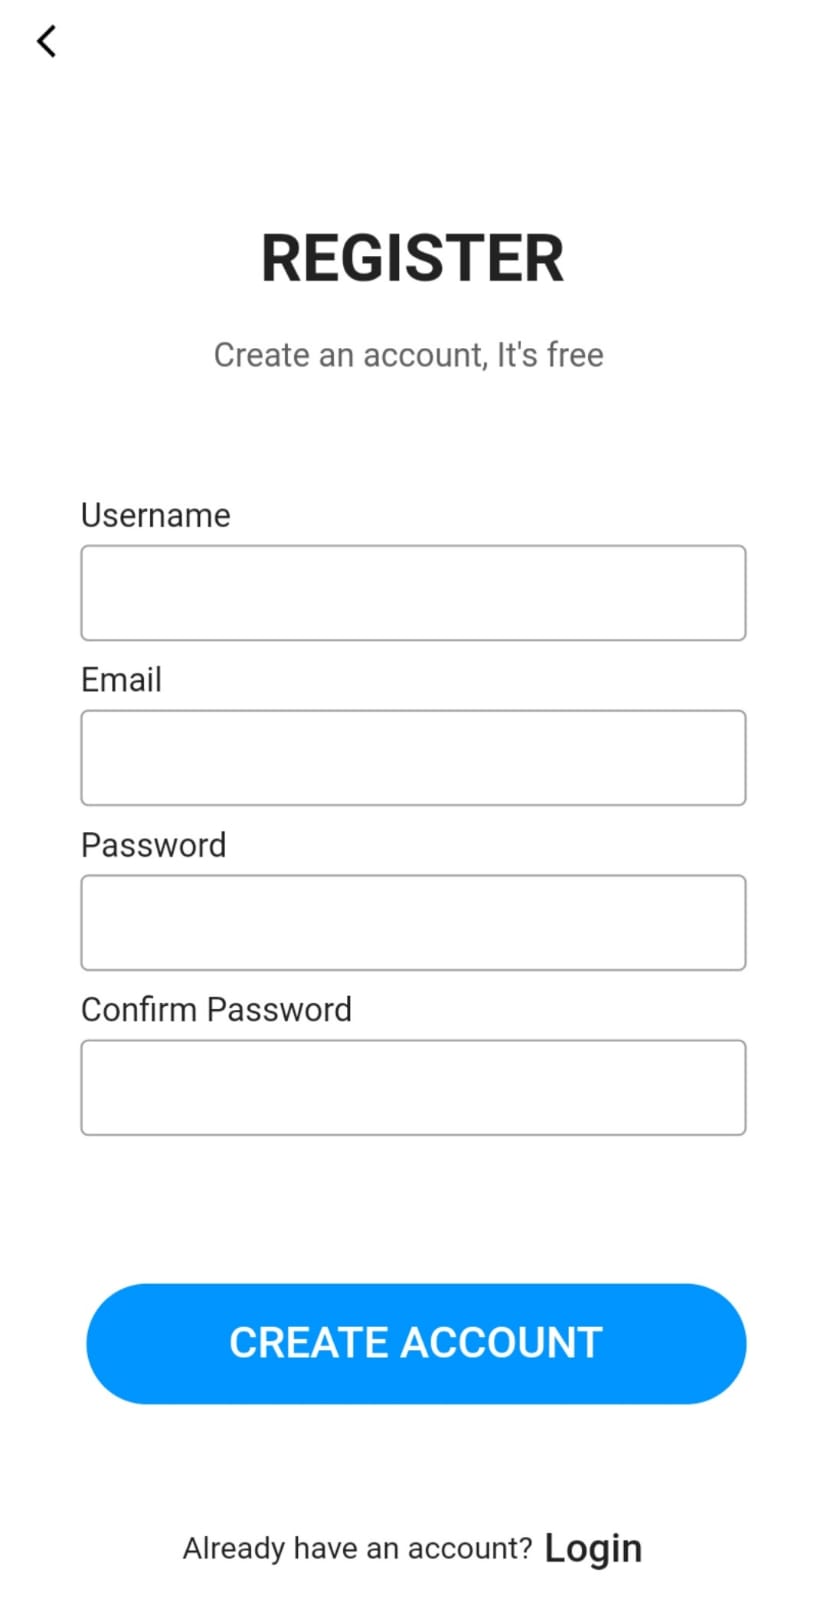 REGISTER
Create an account, It's free
Username
Email
Password
Confirm Password
CREATE ACCOUNT
Already have an account? Login